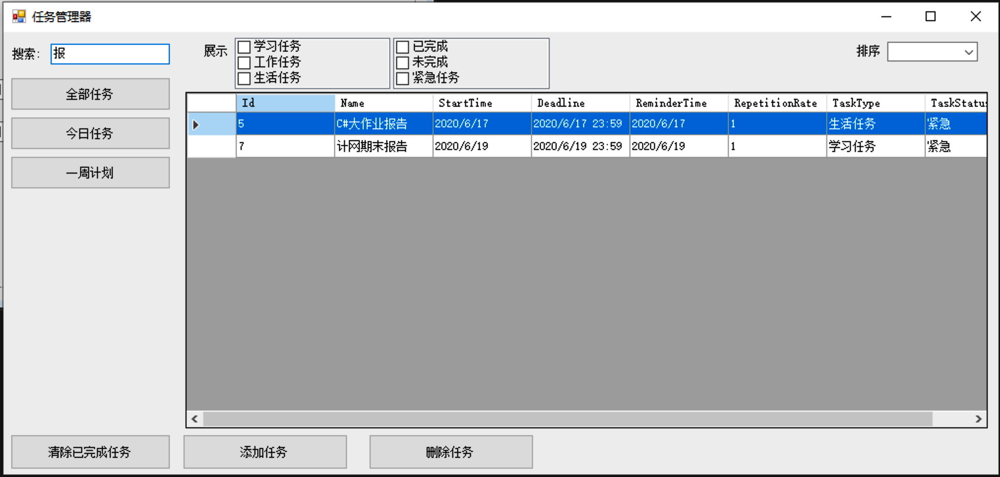 任务管理器
搜索: 报
展示
学习任务
工作任务
生活任务
已完成
未完成
紧急任务
排序
全部任务
今日任务
一周计划
Id Name StartTime Deadline ReminderTime RepetitionRate TaskType TaskStatus
5 C#大作业报告 2020/6/17 2020/6/17 23:59 2020/6/17 1 生活任务 紧急
7 计网期末报告 2020/6/19 2020/6/19 23:59 2020/6/19 1 学习任务 紧急
清除已完成任务 添加任务 删除任务